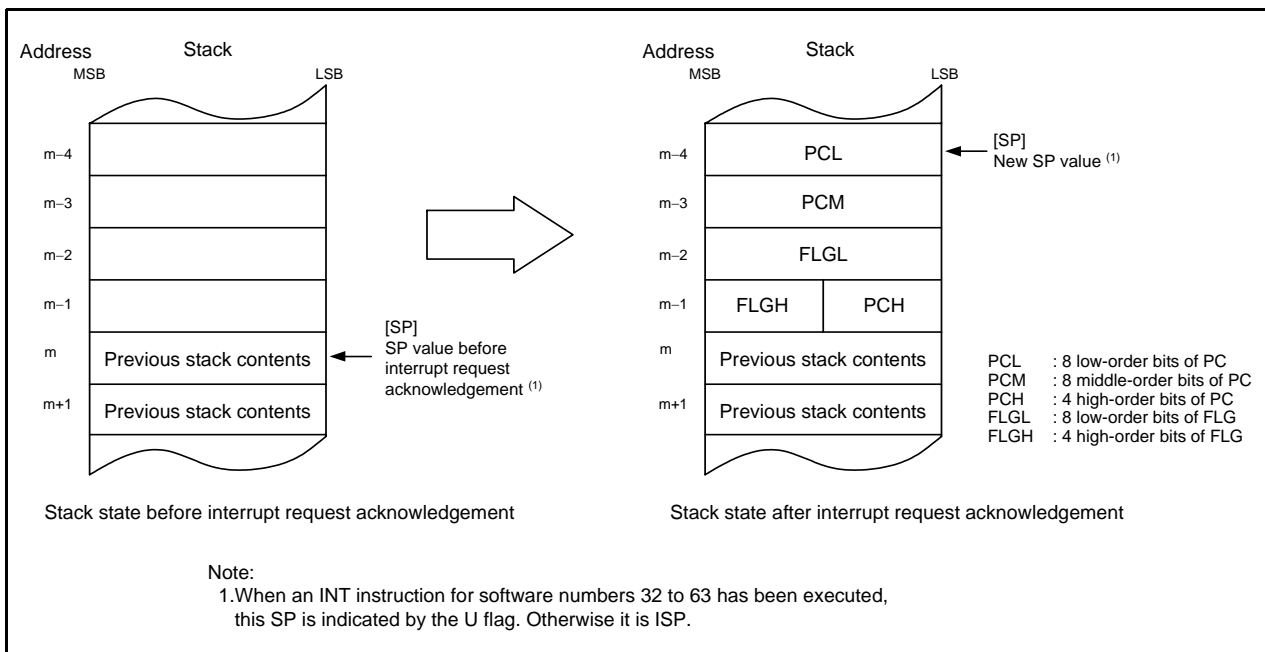 Address
Stack
MSB
LSB
m−4
m−3
m−2
m−1
m
Previous stack contents
m+1
Previous stack contents
[SP]
SP value before
interrupt request
acknowledgement (1)
Stack state before interrupt request acknowledgement
Address
Stack
MSB
LSB
m−4
PCL
m−3
PCM
m−2
FLGL
m−1
FLGH
PCH
m
Previous stack contents
m+1
Previous stack contents
[SP]
New SP value (1)
PCL : 8 low-order bits of PC
PCM : 8 middle-order bits of PC
PCH : 4 high-order bits of PC
FLGL : 8 low-order bits of FLG
FLGH : 4 high-order bits of FLG
Stack state after interrupt request acknowledgement
Note:
1.When an INT instruction for software numbers 32 to 63 has been executed,
this SP is indicated by the U flag. Otherwise it is ISP.